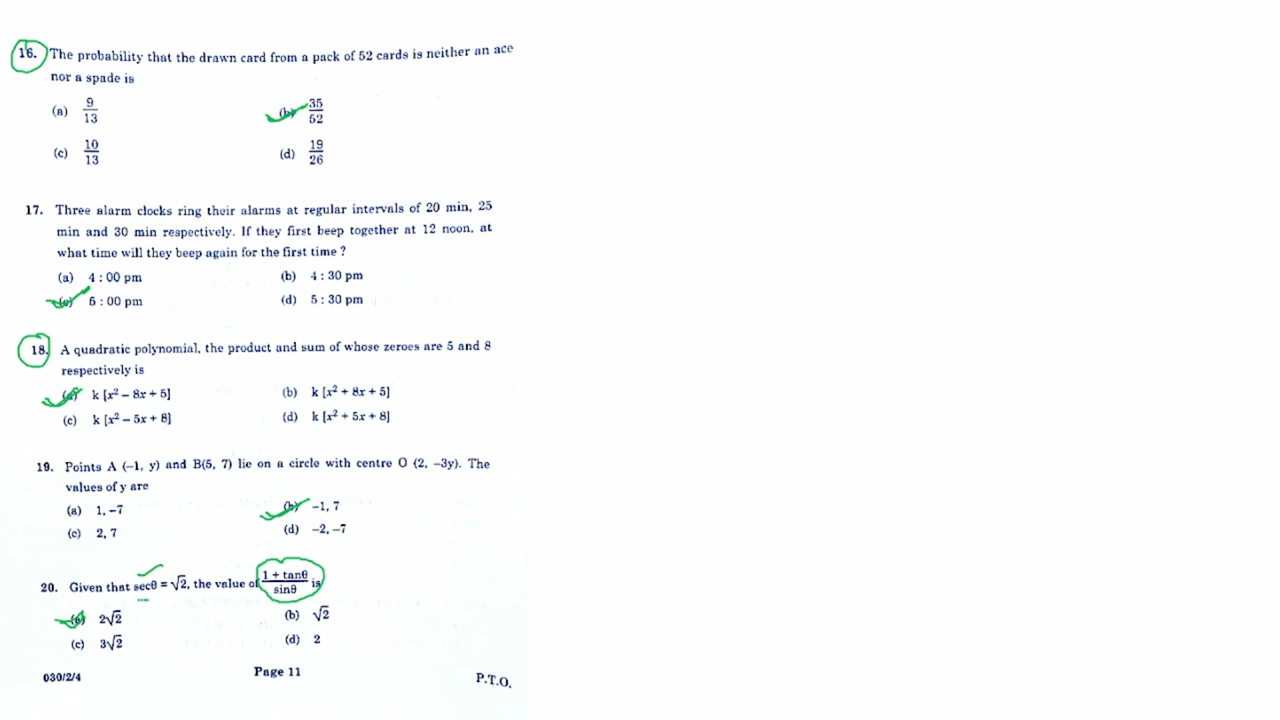 16. The probability that the drawn card from a pack of 52 cards is neither an ace
nor a spade is
(a) 9/13 (b) 35/52
(c) 10/13 (d) 19/26
17. Three alarm clocks ring their alarms at regular intervals of 20 min, 25
min and 30 min respectively. If they first beep together at 12 noon, at
what time will they beep again for the first time ?
(a) 4 : 00 pm (b) 4 : 30 pm
(c) 5 : 00 pm (d) 5 : 30 pm
18. A quadratic polynomial, the product and sum of whose zeroes are 5 and 8
respectively is
(a) k [x² – 8x + 5] (b) k [x² + 8x + 5]
(c) k [x² – 5x + 8] (d) k [x² + 5x + 8]
19. Points A (–1, y) and B(5, 7) lie on a circle with centre O (2, –3y). The
values of y are
(a) 1, –7 (b) –1, 7
(c) 2, 7 (d) –2, –7
20. Given that secθ = √2, the value of (1 + tanθ)/sinθ is
(a) 2√2 (b) √2
(c) 3√2 (d) 2
030/2/4 Page 11 P.T.O.